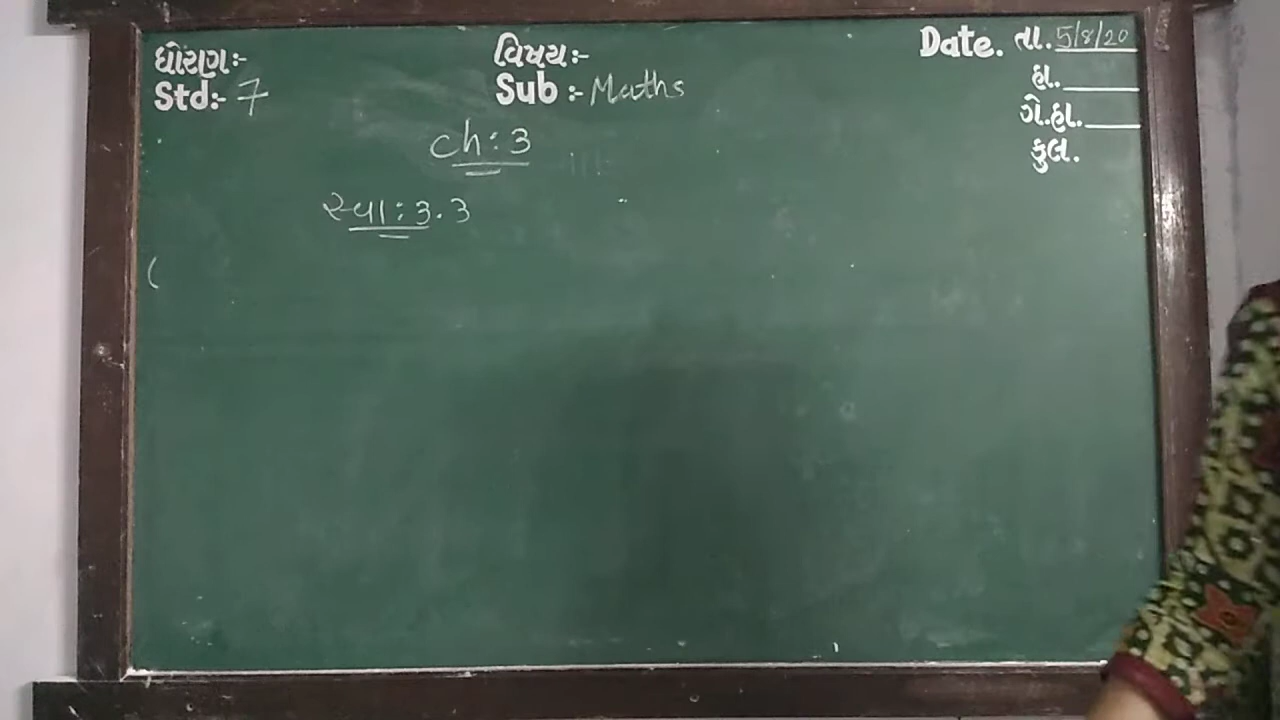 ધોરણ:- વિષય:- Date. તા. 5/8/20
Std:- 7 Sub :- Maths હા.
ગે.હા.
કુલ.
ch: 3
સ્વા: 3.3
(